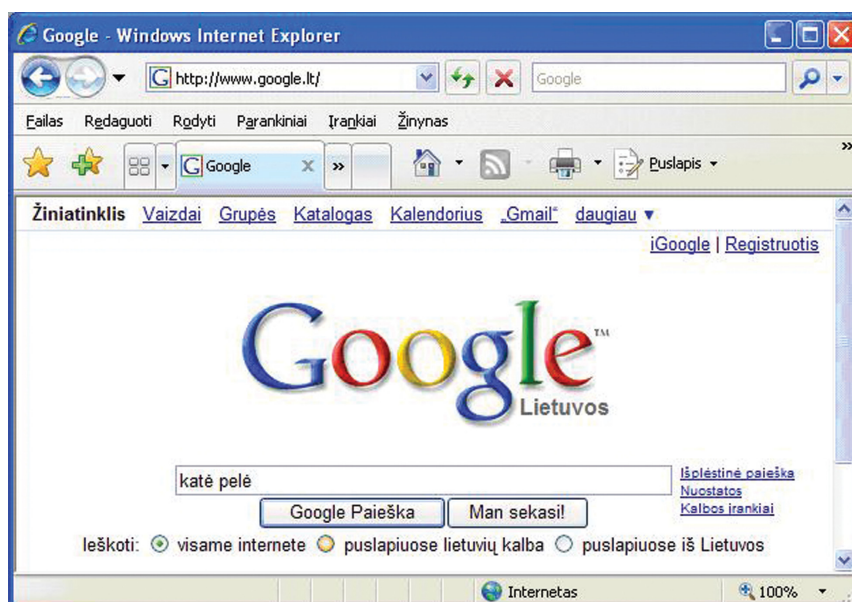 Google - Windows Internet Explorer
http://www.google.lt/ Google
Failas Redaguoti Rodyti Parankiniai Įrankiai Žinynas
Google Puslapis
Žiniatinklis Vaizdai Grupės Katalogas Kalendorius „Gmail“ daugiau ▼
iGoogle | Registruotis
Google™
Lietuvos
katė pelė
Išplėstinė paieška
Nuostatos
Kalbos įrankiai
Google Paieška Man sekasi!
Ieškoti: visame internete puslapiuose lietuvių kalba puslapiuose iš Lietuvos
Internetas 100%